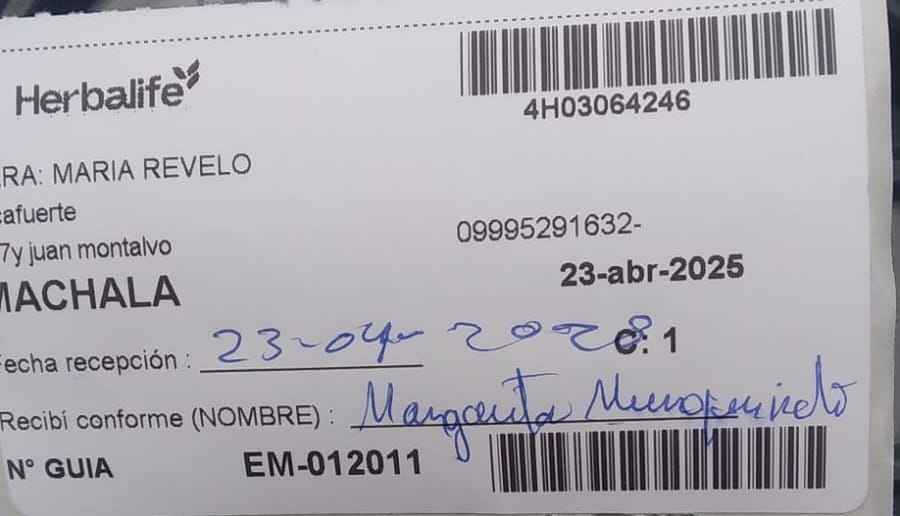 Herbalife
4H03064246
RA: MARIA REVELO
afuerte
09995291632-
7y juan montalvo
23-abr-2025
MACHALA
echa recepción : 23-04-2028 C: 1
Recibí conforme (NOMBRE) : Margarita
N° GUIA EM-012011